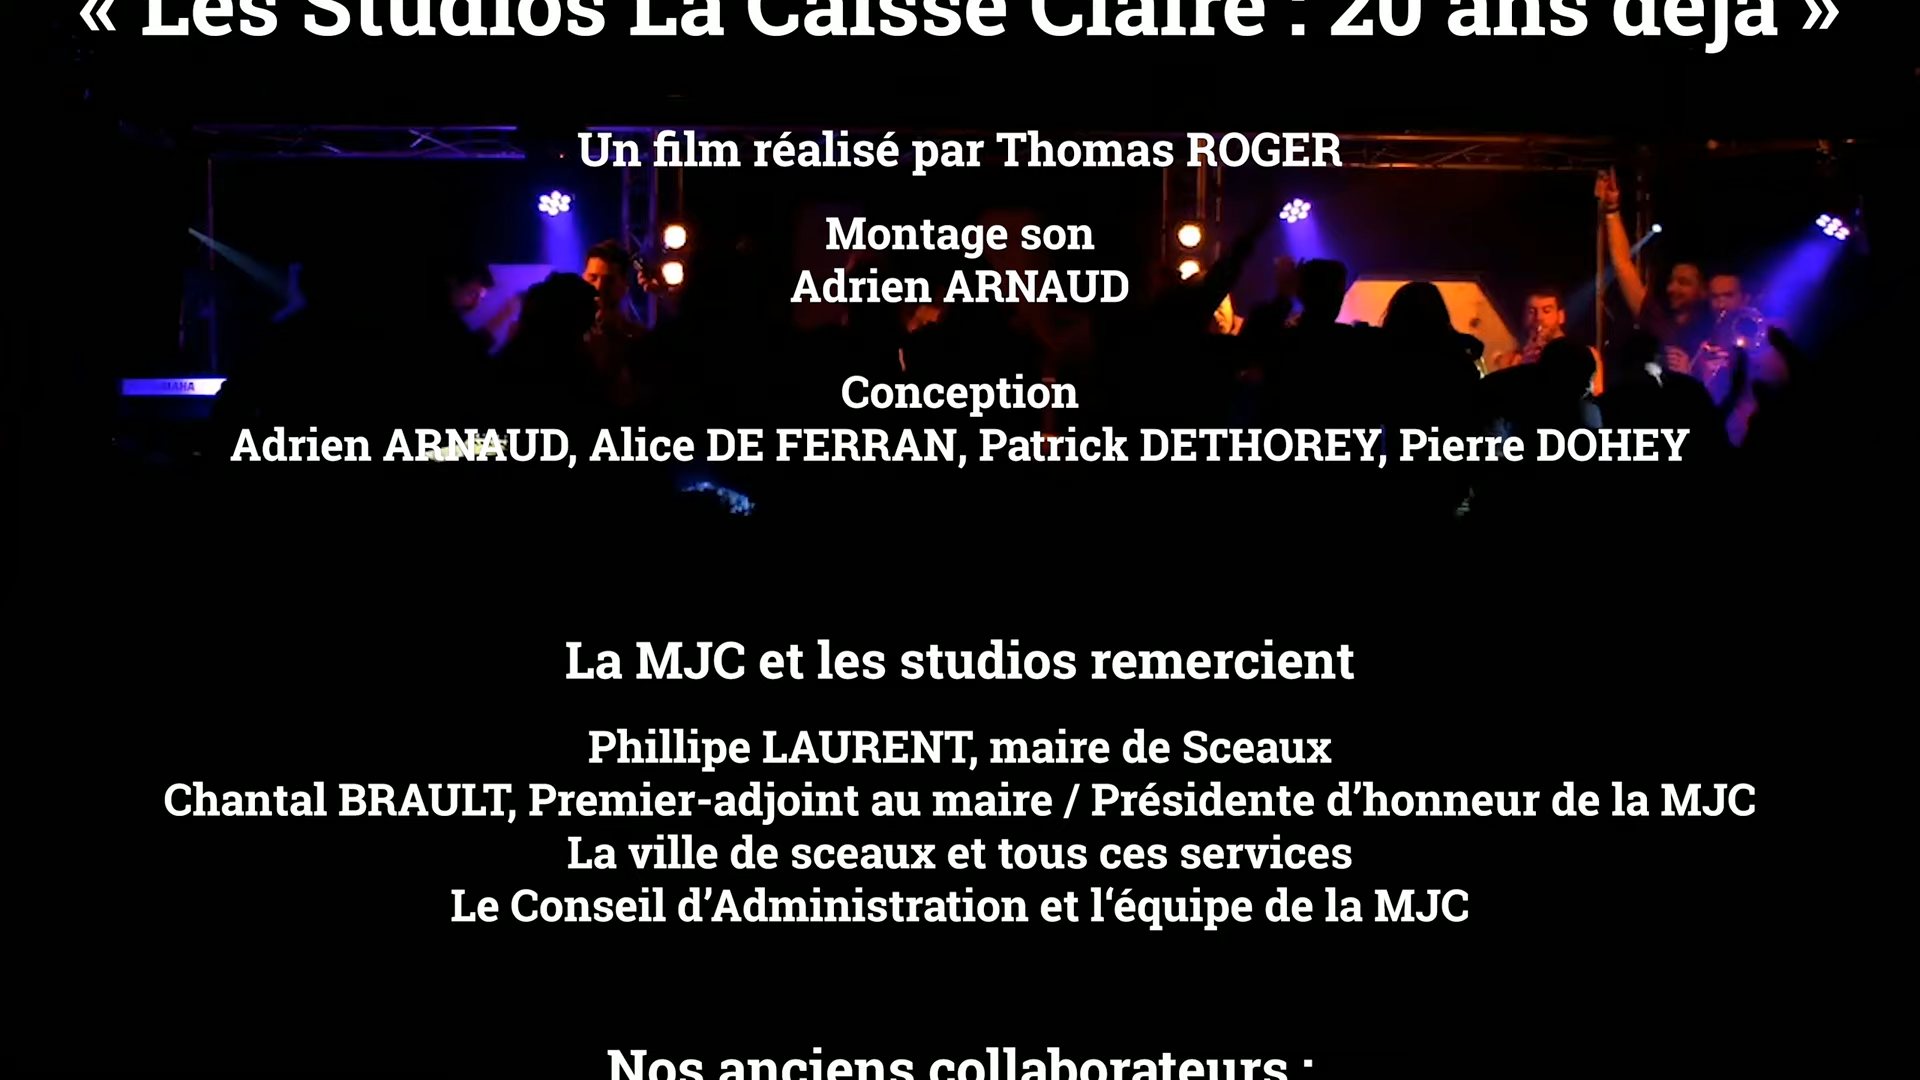 « Les Studios La Caisse Claire : 20 ans déjà »
Un film réalisé par Thomas ROGER
Montage son
Adrien ARNAUD
Conception
Adrien ARNAUD, Alice DE FERRAN, Patrick DETHOREY, Pierre DOHEY
La MJC et les studios remercient
Phillipe LAURENT, maire de Sceaux
Chantal BRAULT, Premier-adjoint au maire / Présidente d’honneur de la MJC
La ville de sceaux et tous ces services
Le Conseil d’Administration et l‘équipe de la MJC
Nos anciens collaborateurs :
YAMAHA